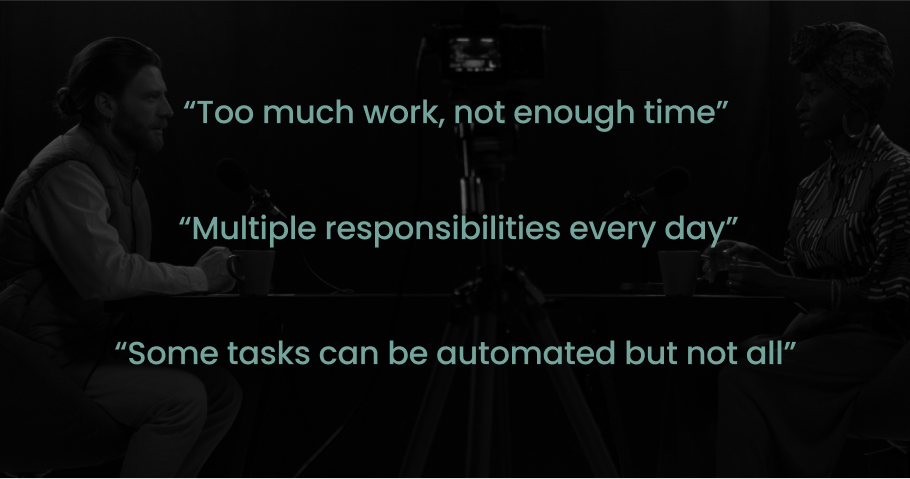 “Too much work, not enough time”
“Multiple responsibilities every day”
“Some tasks can be automated but not all”